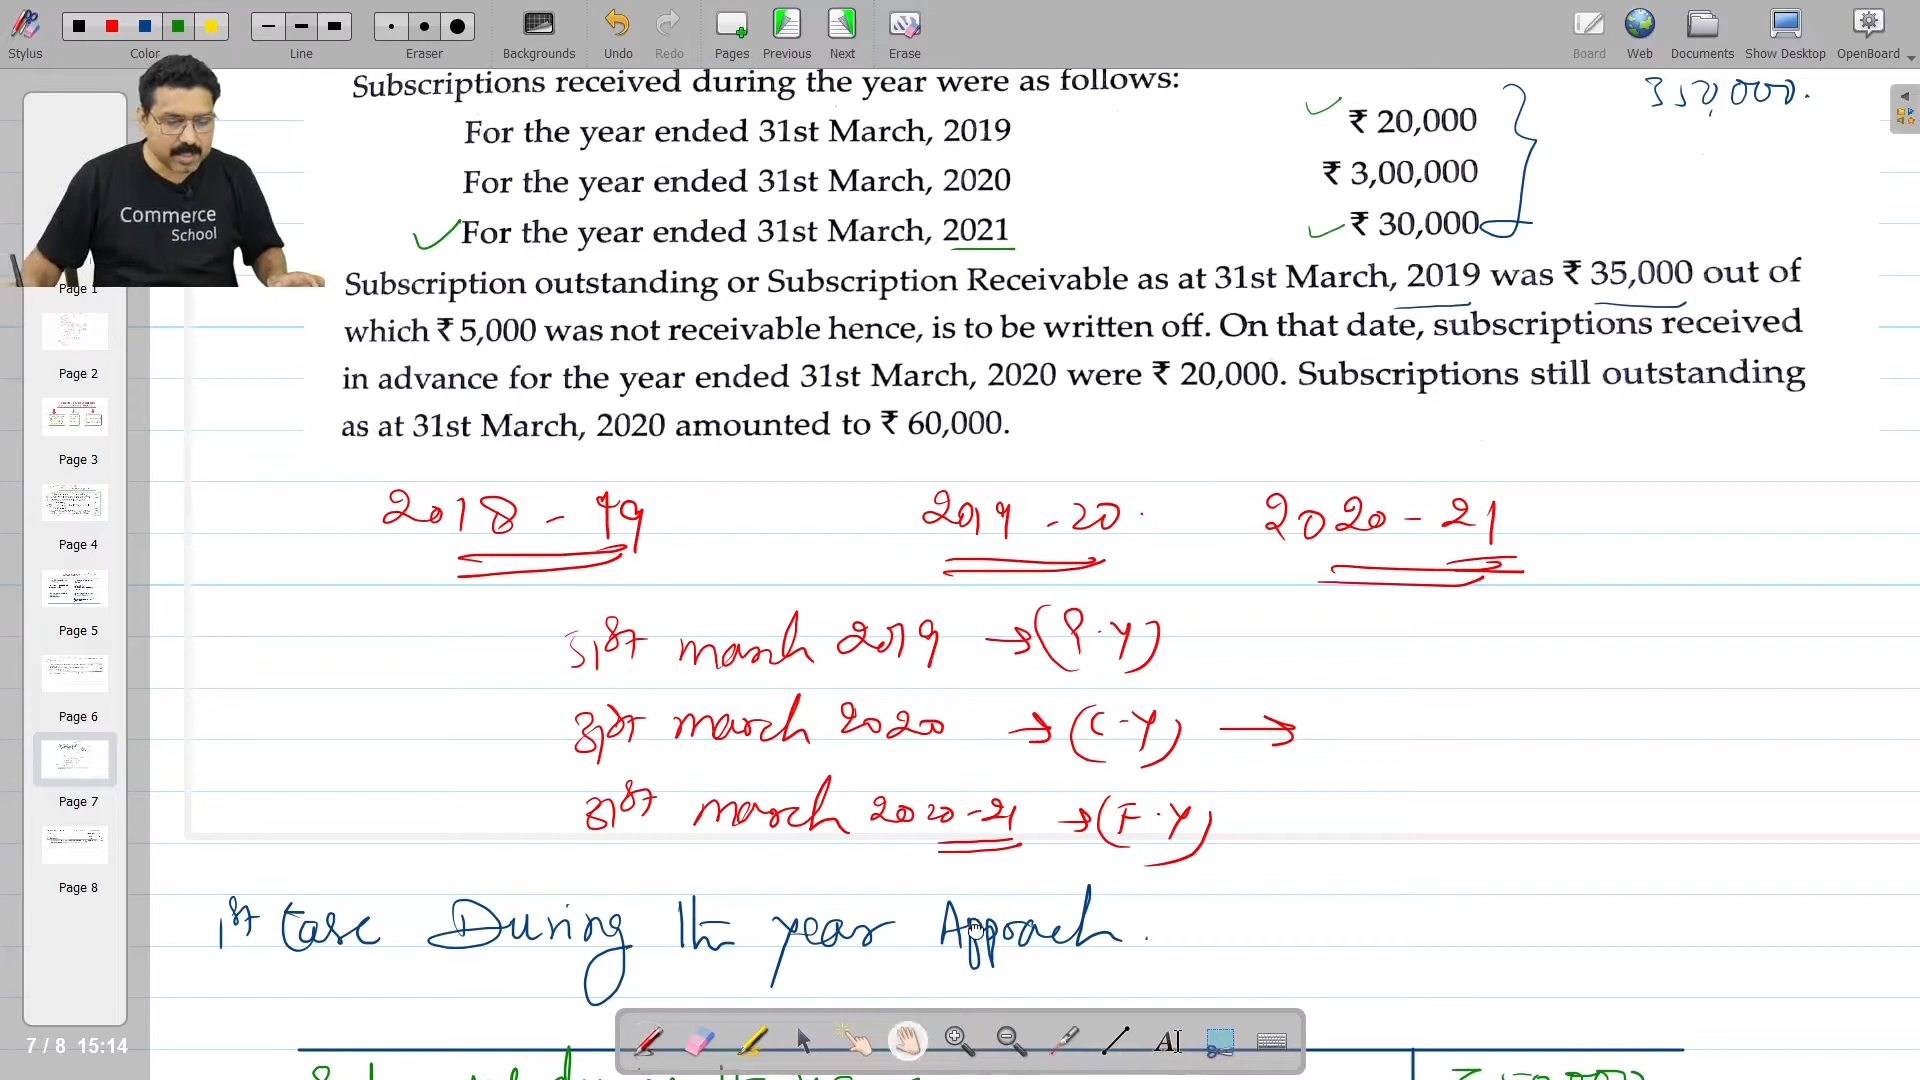 Stylus
Color
Line
Eraser
Backgrounds
Undo
Redo
Pages
Previous
Next
Erase
Board
Web
Documents
Show Desktop
OpenBoard
Commerce
School
Subscriptions received during the year were as follows:
350,000.
For the year ended 31st March, 2019 ₹ 20,000
For the year ended 31st March, 2020 ₹ 3,00,000
For the year ended 31st March, 2021 ₹ 30,000
Subscription outstanding or Subscription Receivable as at 31st March, 2019 was ₹ 35,000 out of
which ₹ 5,000 was not receivable hence, is to be written off. On that date, subscriptions received
in advance for the year ended 31st March, 2020 were ₹ 20,000. Subscriptions still outstanding
as at 31st March, 2020 amounted to ₹ 60,000.
2018 - 19 2019 - 20 2020 - 21
31st march 2019 → (P.Y)
31st march 2020 → (C-Y) →
31st march 2020-21 → (F.Y)
1st Case During the year Approach.
Page 1
Page 2
Page 3
Page 4
Page 5
Page 6
Page 7
Page 8
7 / 8 15:14